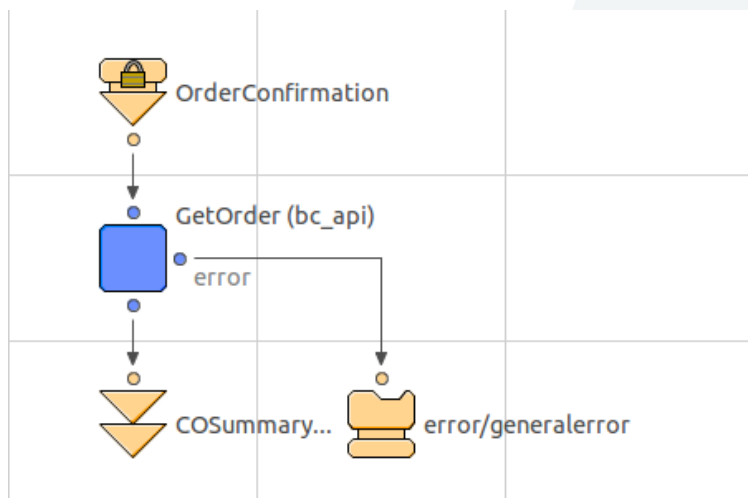 OrderConfirmation
GetOrder (bc_api)
error
COSummary...
error/generalerror